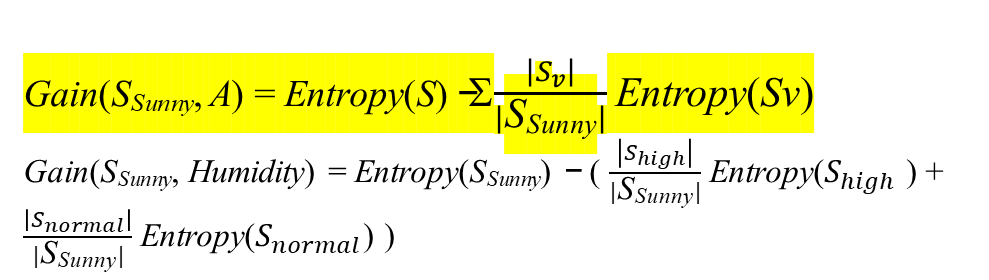 Gain(S_Sunny, A) = Entropy(S) −Σ |S_v| / |S_Sunny| Entropy(Sv)
Gain(S_Sunny, Humidity) = Entropy(S_Sunny) − ( |S_high| / |S_Sunny| Entropy(S_high ) +
|S_normal| / |S_Sunny| Entropy(S_normal) )